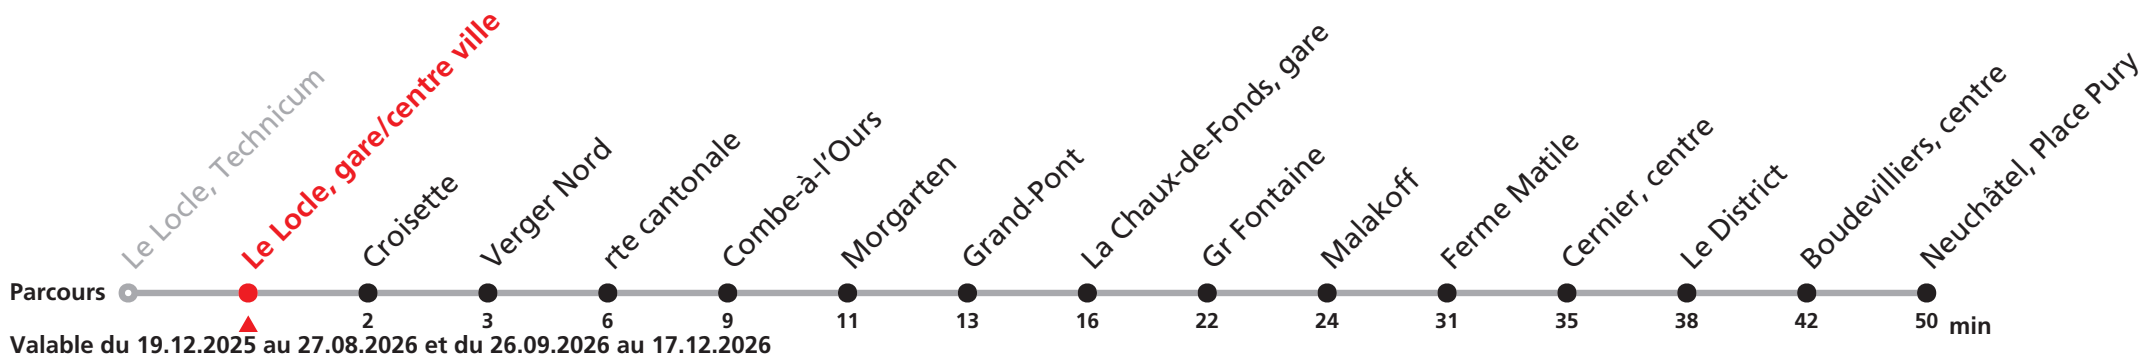 Le Locle, Technicum
Le Locle, gare/centre ville
Croisette
Verger Nord
rte cantonale
Combe-à-l'Ours
Morgarten
Grand-Pont
La Chaux-de-Fonds, gare
Gr Fontaine
Malakoff
Ferme Matile
Cernier, centre
Le District
Boudevilliers, centre
Neuchâtel, Place Pury
Parcours
2 3 6 9 11 13 16 22 24 31 35 38 42 50 min
Valable du 19.12.2025 au 27.08.2026 et du 26.09.2026 au 17.12.2026